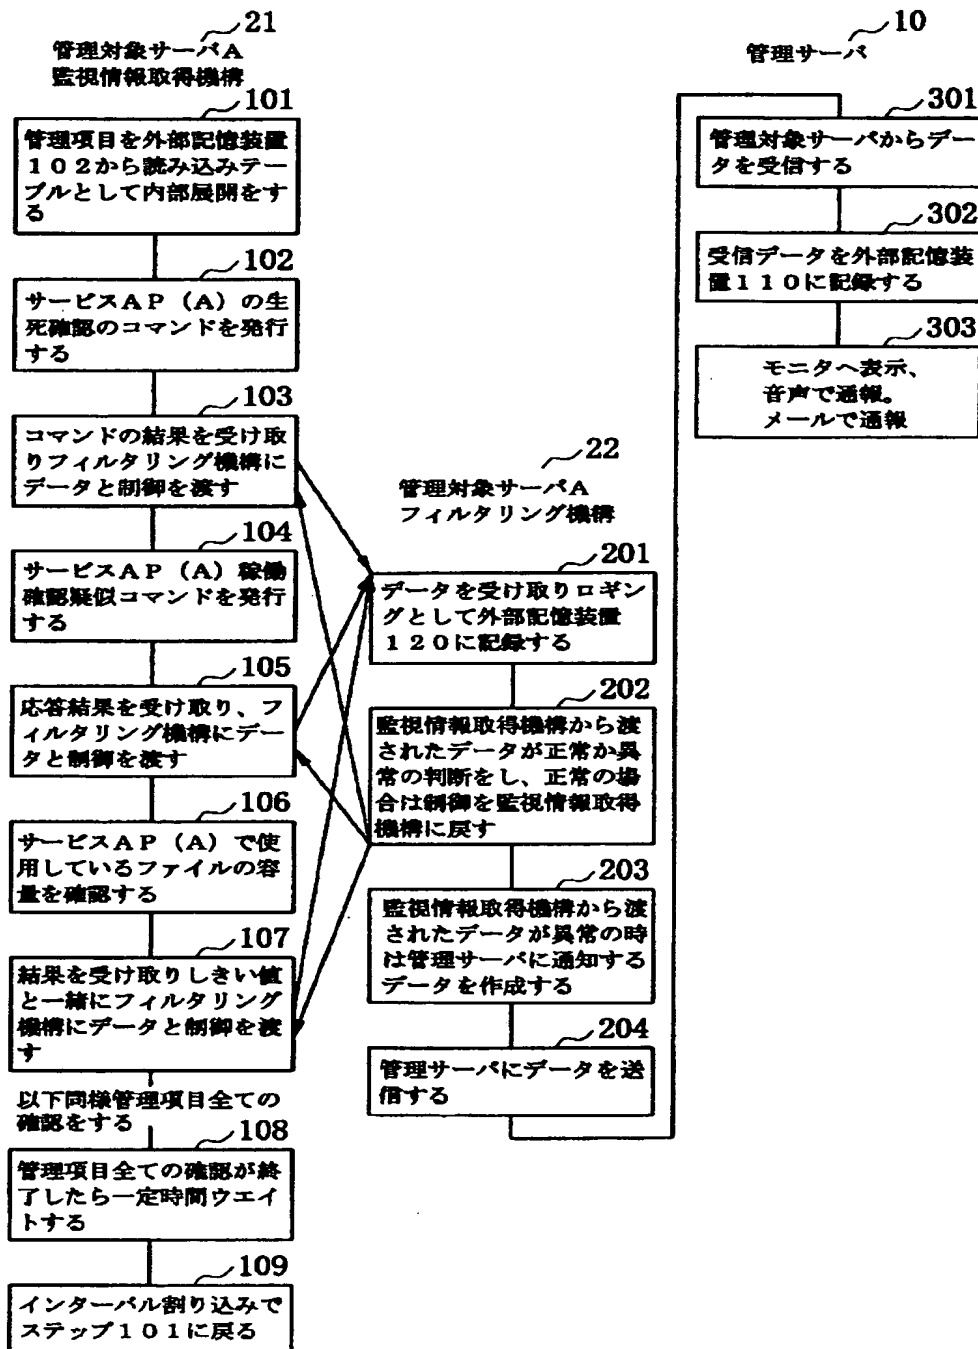 21
管理対象サーバA
監視情報取得機構
101
管理項目を外部記憶装置
102から読み込みテー
ブルとして内部展開をす
る
102
サービスAP(A)の生
死確認のコマンドを発行
する
103
コマンドの結果を受け取
りフィルタリング機構に
データと制御を渡す
104
サービスAP(A)稼働
確認疑似コマンドを発行
する
105
応答結果を受け取り、フ
ィルタリング機構にデー
タと制御を渡す
106
サービスAP(A)で使
用しているファイルの容
量を確認する
107
結果を受け取りしきい値
と一緒にフィルタリング
機構にデータと制御を渡
す
以下同様管理項目全ての
確認をする
108
管理項目全ての確認が終
了したら一定時間ウエイ
トする
109
インターバル割り込みで
ステップ101に戻る
22
管理対象サーバA
フィルタリング機構
201
データを受け取りロギン
グとして外部記憶装置
120に記録する
202
監視情報取得機構から渡
されたデータが正常か異
常の判断をし、正常の場
合は制御を監視情報取得
機構に戻す
203
監視情報取得機構から渡
されたデータが異常の時
は管理サーバに通知する
データを作成する
204
管理サーバにデータを送
信する
10
管理サーバ
301
管理対象サーバからデー
タを受信する
302
受信データを外部記憶装
置110に記録する
303
モニタへ表示、
音声で通報。
メールで通報